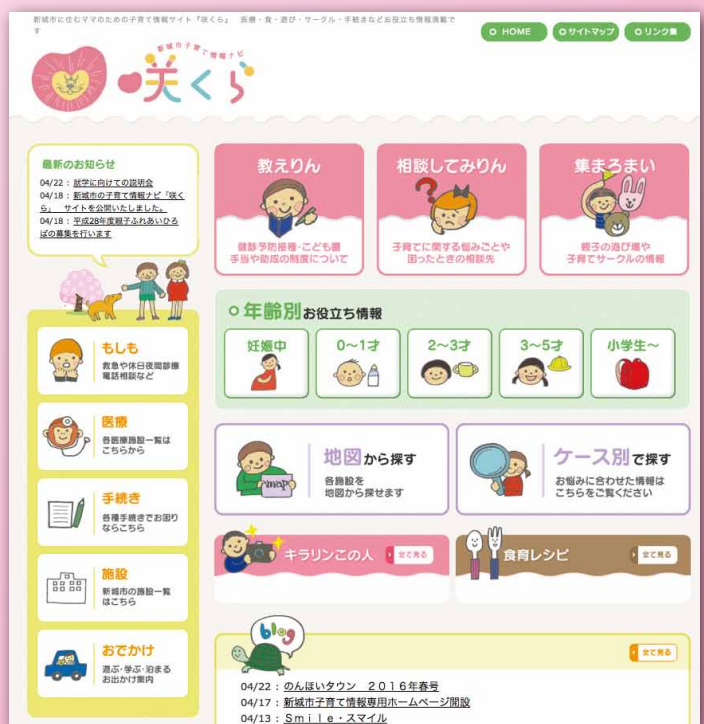 新城市に住むママのための子育て情報サイト『咲くら』　医療・食・遊び・サークル・手続きなどお役立ち情報満載で
す
HOME
サイトマップ
リンク集
新城市子育て情報ナビ
咲くら
最新のお知らせ
04/22 : 就学に向けての説明会
04/18 : 新城市の子育て情報ナビ「咲く
ら」　サイトを公開いたしました。
04/18 : 平成28年度親子ふれあいひろ
ばの募集を行います
教えりん
健診予防接種・こども園
手当や助成の制度について
相談してみりん
子育てに関する悩みごとや
困ったときの相談先
集まろまい
親子の遊び場や
子育てサークルの情報
年齢別お役立ち情報
妊娠中
0〜1才
2〜3才
3〜5才
小学生〜
もしも
救急や休日夜間診療
電話相談など
医療
各医療施設一覧は
こちらから
手続き
各種手続きでお困り
ならこちら
施設
新城市の施設一覧
はこちら
おでかけ
遊ぶ・学ぶ・泊まる
お出かけ案内
地図から探す
各施設を
地図から探せます
map
ケース別で探す
お悩みに合わせた情報は
こちらをご覧ください
キラリンこの人
全て見る
食育レシピ
全て見る
blog
全て見る
04/22 : のんほいタウン　２０１６年春号
04/17 : 新城市子育て情報専用ホームページ開設
04/13 : Ｓｍｉｌｅ・スマイル